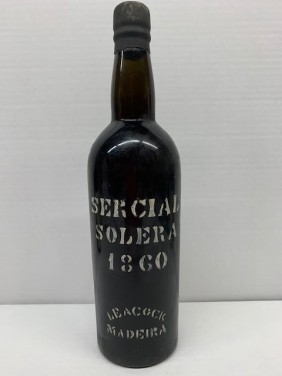 SERCIAL
SOLERA
1860
LEACOCK
MADEIRA